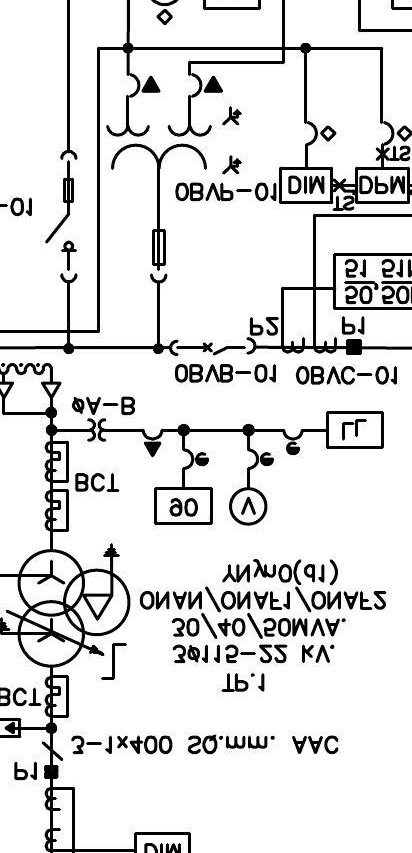 DIM
P1
3-1x400 SQ.mm. AAC
BCT
TP.1
3ø115-22 kV.
30/40/50MVA.
ONAN/ONAF1/ONAF2
YNyn0(d1)
90
V
BCT
LL
øA-B
0BVB-01
0BVC-01
P2
P1
50,50
51
-01
0BVP-01
TS
DIM
DPM
TS